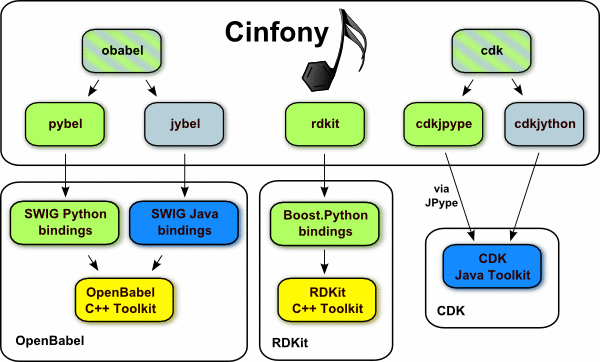 Cinfony
obabel
cdk
pybel
jybel
rdkit
cdkjpype
cdkjython
via
JPype
SWIG Python
bindings
SWIG Java
bindings
Boost.Python
bindings
CDK
Java Toolkit
OpenBabel
C++ Toolkit
RDKit
C++ Toolkit
CDK
OpenBabel
RDKit